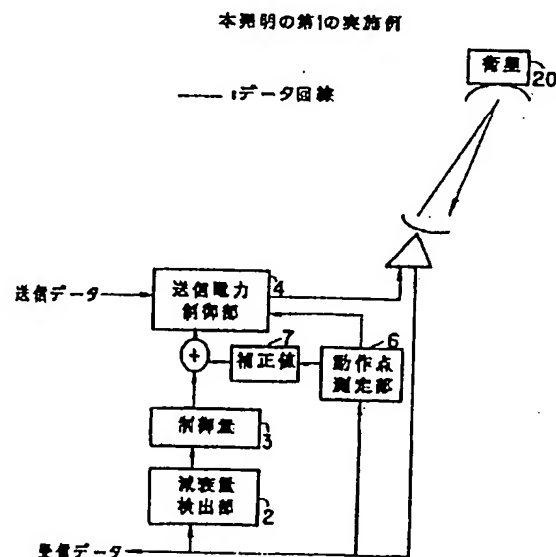 本発明の第1の実施例
衛星
20
――:データ回線
送信データ
送信電力
制御部
4
+
7
補正値
6
動作点
測定部
制御量
3
減衰量
検出部
2
受信データ